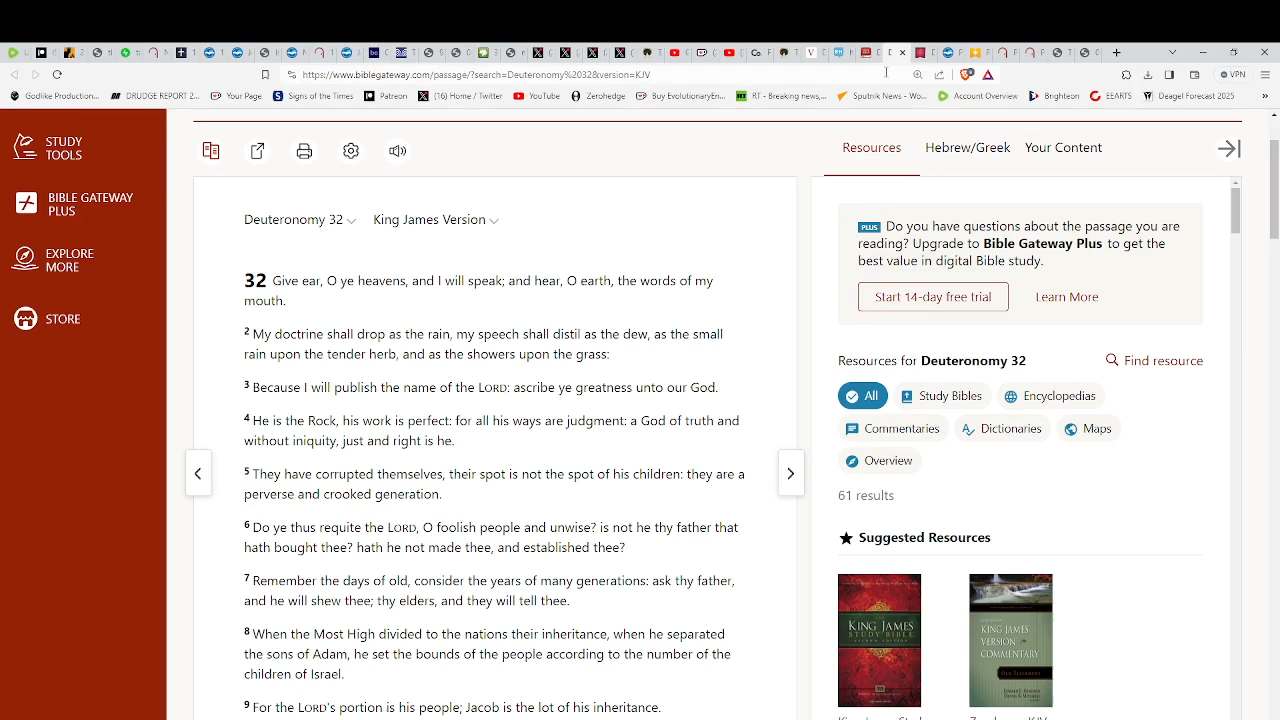 https://www.biblegateway.com/passage/
search=Deuteronomy%2032&version=KJV
VPN
Godlike Production...
DRUDGE REPORT 2...
Your Page
Signs of the Times
Patreon
(16) Home / Twitter
YouTube
Zerohedge
Buy EvolutionaryEn...
RT - Breaking news,...
Sputnik News - Wo...
Account Overview
Brighteon
EEARTS
Dagel Forecast 2025
STUDY
TOOLS
BIBLE GATEWAY
PLUS
EXPLORE
MORE
STORE
Deuteronomy 32 King James Version
32 Give ear, O ye heavens, and I will speak; and hear, O earth, the words of my
mouth.
2 My doctrine shall drop as the rain, my speech shall distil as the dew, as the small
rain upon the tender herb, and as the showers upon the grass:
3 Because I will publish the name of the LORD: ascribe ye greatness unto our God.
4 He is the Rock, his work is perfect: for all his ways are judgment: a God of truth and
without iniquity, just and right is he.
5 They have corrupted themselves, their spot is not the spot of his children: they are a
perverse and crooked generation.
6 Do ye thus requite the LORD, O foolish people and unwise? is not he thy father that
hath bought thee? hath he not made thee, and established thee?
7 Remember the days of old, consider the years of many generations: ask thy father,
and he will shew thee; thy elders, and they will tell thee.
8 When the Most High divided to the nations their inheritance, when he separated
the sons of Adam, he set the bounds of the people according to the number of the
9 For the LORD's portion is his people; Jacob is the lot of his inheritance.
Resources Hebrew/Greek Your Content
PLUS Do you have questions about the passage you are
reading? Upgrade to Bible Gateway Plus to get the
best value in digital Bible study.
Start 14-day free trial Learn More
Resources for Deuteronomy 32 Find resource
All Study Bibles Encyclopedias
Commentaries Dictionaries Maps
Overview
61 results
Suggested Resources
KING JAMES
STUDY BIBLE
SECOND EDITION
KING JAMES
VERSION
COMMENTARY
OLD TESTAMENT